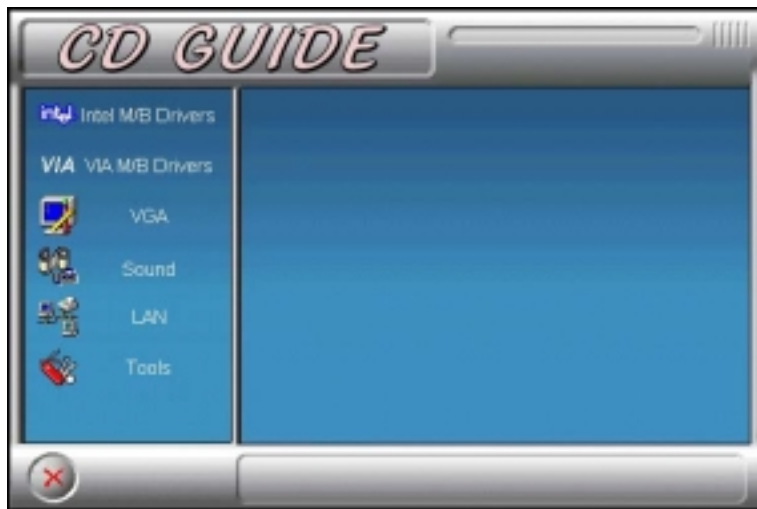 CD GUIDE
intel Intel M/B Drivers
VIA VIA M/B Drivers
VGA
Sound
LAN
Tools